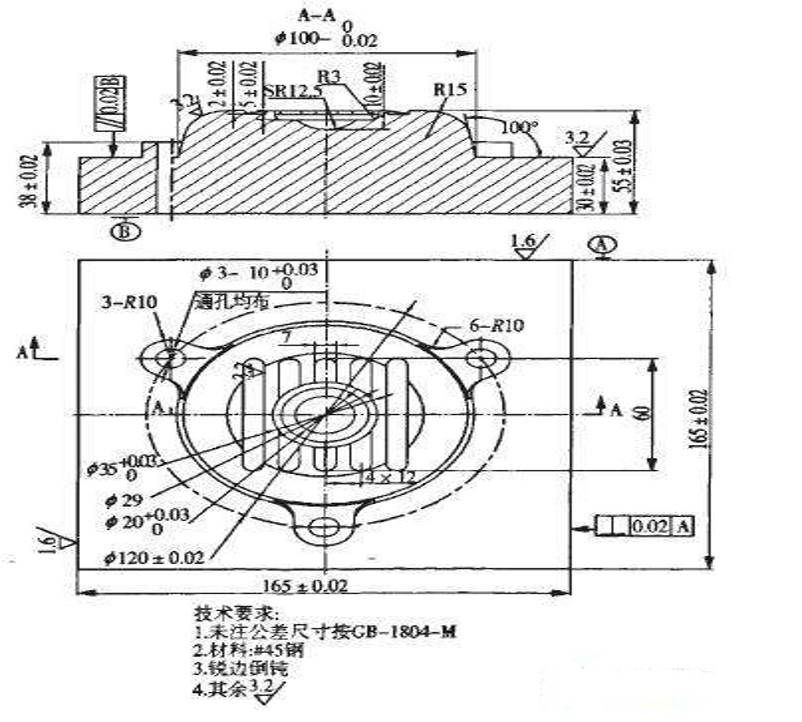 A-A
0
ϕ100- 0.02
R3
SR12.5
2±0.02
5±0.02
10±0.02
R15
3.2
// 0.02 B
100°
3.2
38±0.02
30±0.02
55±0.03
B
1.6
A
ϕ3-10 +0.03
0
通孔均布
3-R10
6-R10
7
A
A
A
3.2
60
165±0.02
ϕ35+0.03
0
ϕ29
ϕ20+0.03
0
ϕ120±0.02
4×12
1.6
0.02 A
165±0.02
技术要求:
1.未注公差尺寸按GB-1804-M
2.材料:#45钢
3.锐边倒钝
4.其余3.2